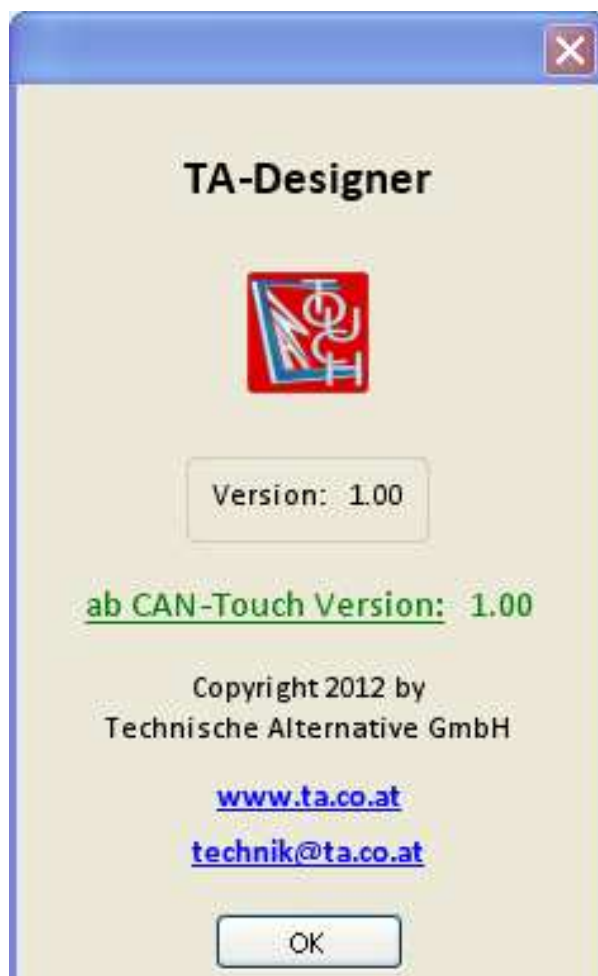 TA-Designer
TOUCH
Version: 1.00
ab CAN-Touch Version: 1.00
Copyright 2012 by
Technische Alternative GmbH
www.ta.co.at
technik@ta.co.at
OK